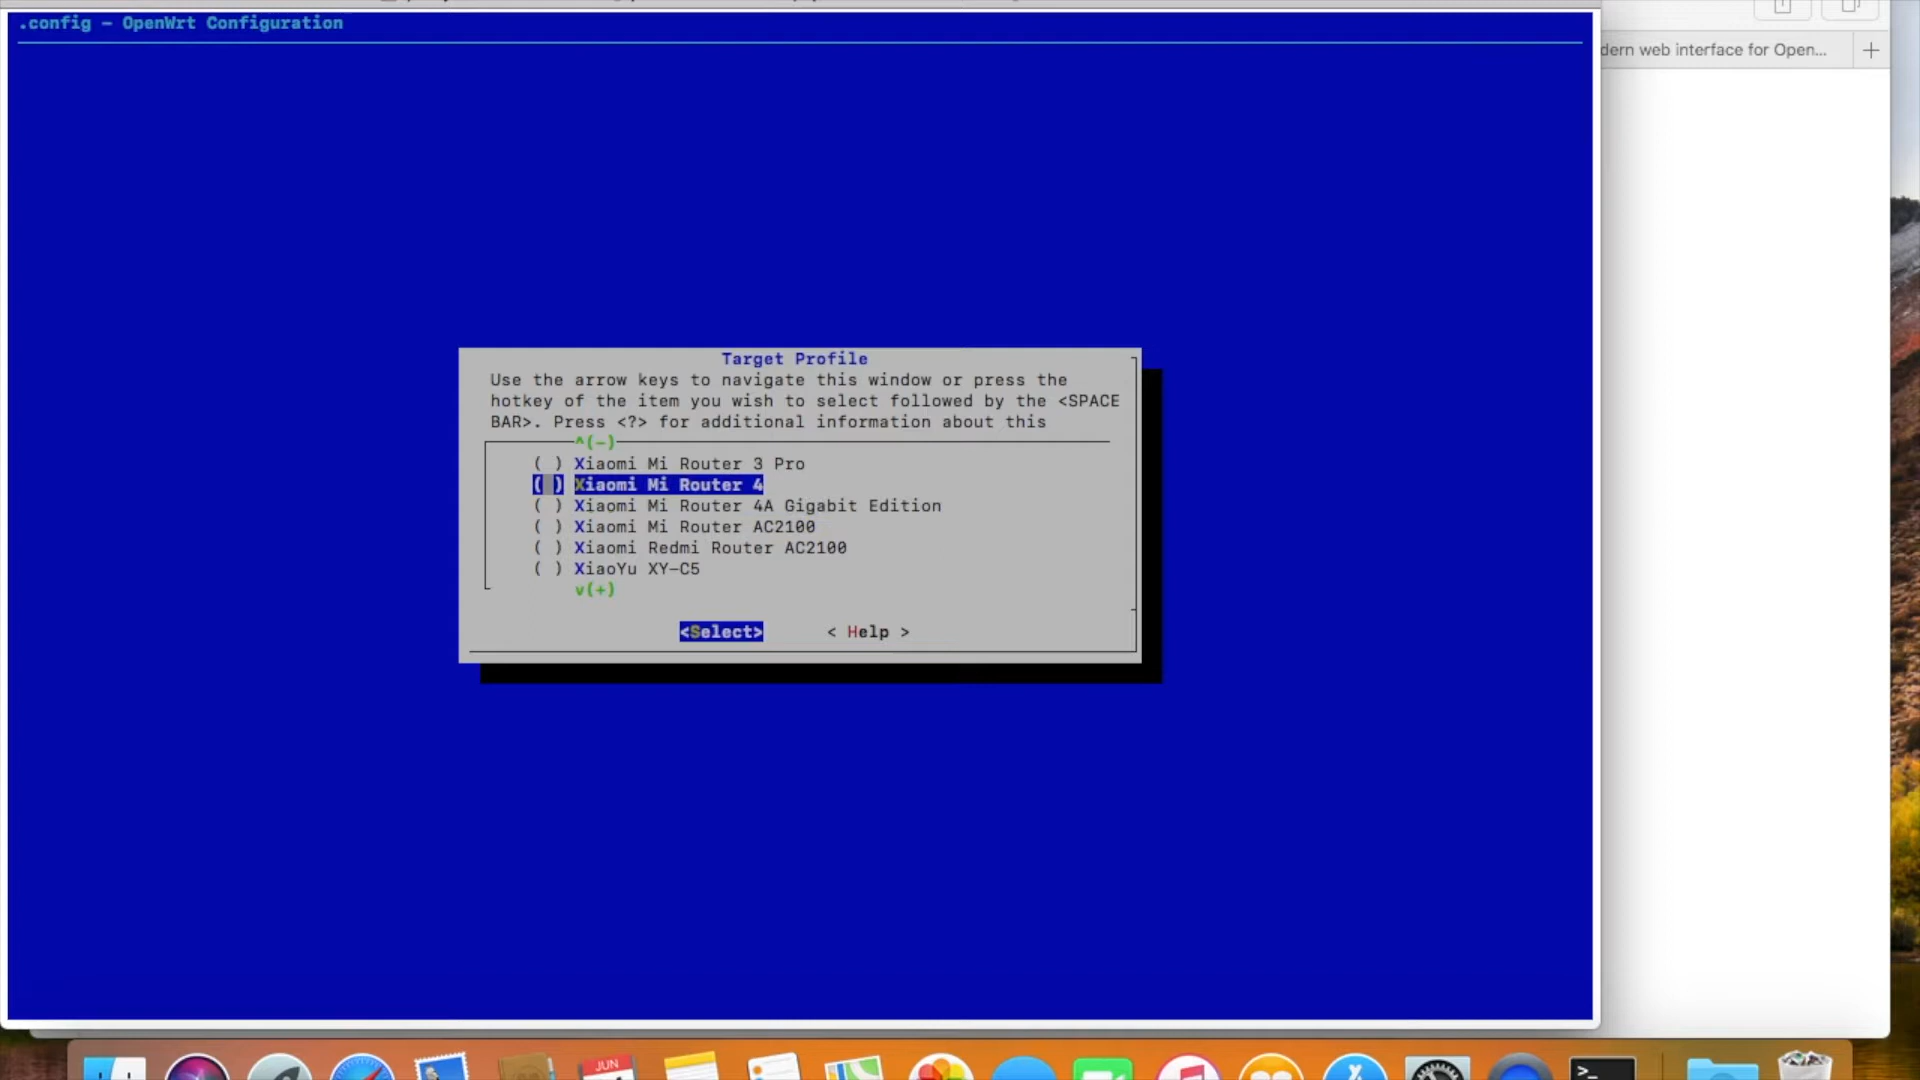 .config - OpenWrt Configuration
dern web interface for Open...
Target Profile
Use the arrow keys to navigate this window or press the
hotkey of the item you wish to select followed by the <SPACE
BAR>. Press <?> for additional information about this
^(-)
( ) Xiaomi Mi Router 3 Pro
( ) Xiaomi Mi Router 4
( ) Xiaomi Mi Router 4A Gigabit Edition
( ) Xiaomi Mi Router AC2100
( ) Xiaomi Redmi Router AC2100
( ) XiaoYu XY-C5
v(+)
<Select> < Help >
JUN
>_